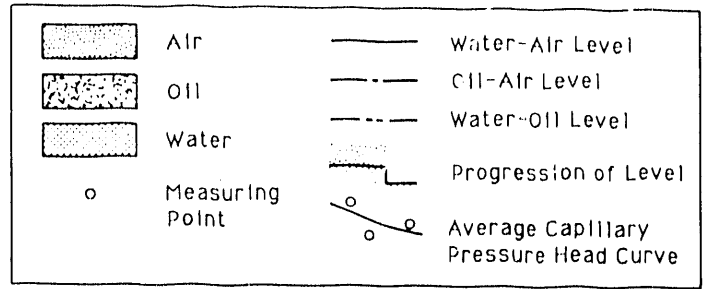 Air
Oil
Water
Measuring
Point
Water-Air Level
Oil-Air Level
Water-Oil Level
Progression of Level
Average Capillary
Pressure Head Curve